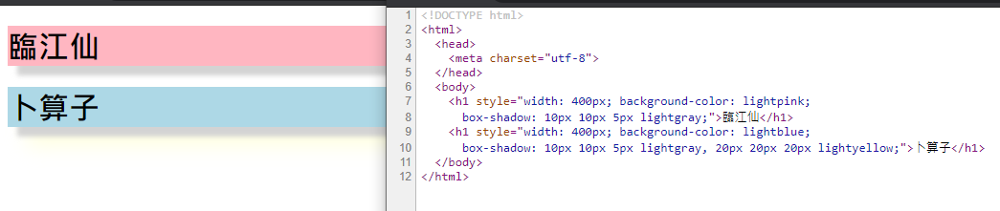 臨江仙
卜算子
1 <!DOCTYPE html>
2 <html>
3 <head>
4 <meta charset="utf-8">
5 </head>
6 <body>
7 <h1 style="width: 400px; background-color: lightpink;
8 box-shadow: 10px 10px 5px lightgray;">臨江仙</h1>
9 <h1 style="width: 400px; background-color: lightblue;
10 box-shadow: 10px 10px 5px lightgray, 20px 20px 20px lightyellow;">卜算子</h1>
11 </body>
12 </html>